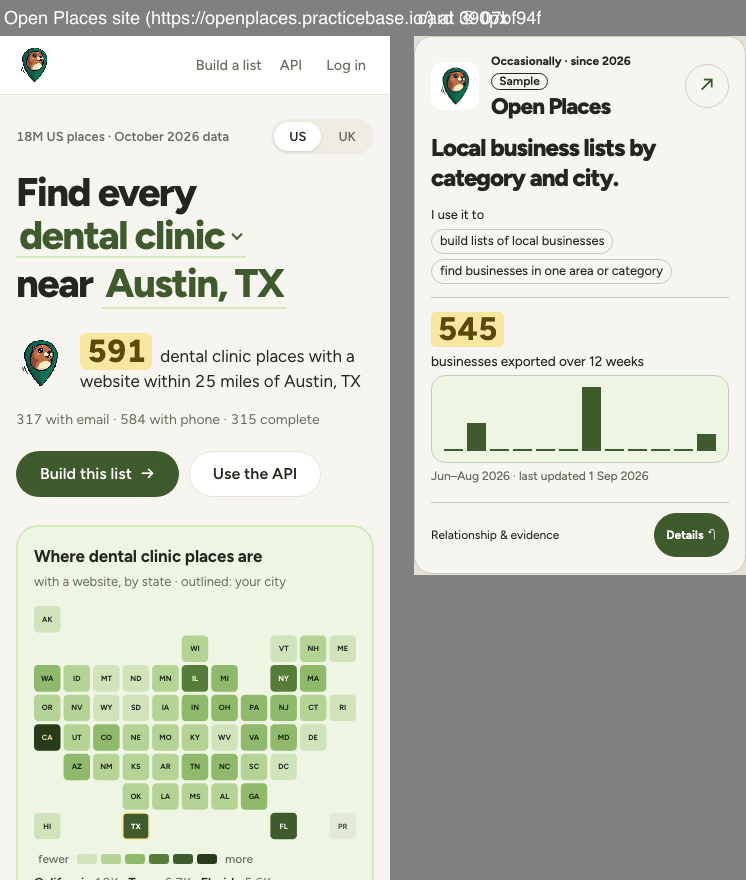 Open Places site (https://openplaces.practicebase.io/) at 390px
Build a list API Log in
18M US places · October 2026 data
US UK
Find every
dental clinic
near Austin, TX
591 dental clinic places with a
website within 25 miles of Austin, TX
317 with email · 584 with phone · 315 complete
Build this list → Use the API
Where dental clinic places are
with a website, by state · outlined: your city
AK
WI VT NH ME
WA ID MT ND MN IL MI NY MA
OR NV WY SD IA IN OH PA NJ CT RI
CA UT CO NE MO KY WV VA MD DE
AZ NM KS AR TN NC SC DC
OK LA MS AL GA
HI TX FL PR
fewer more
Occasionally · since 2026
Sample
Open Places
Local business lists by
category and city.
I use it to
build lists of local businesses
find businesses in one area or category
545
businesses exported over 12 weeks
Jun–Aug 2026 · last updated 1 Sep 2026
Relationship & evidence
Details